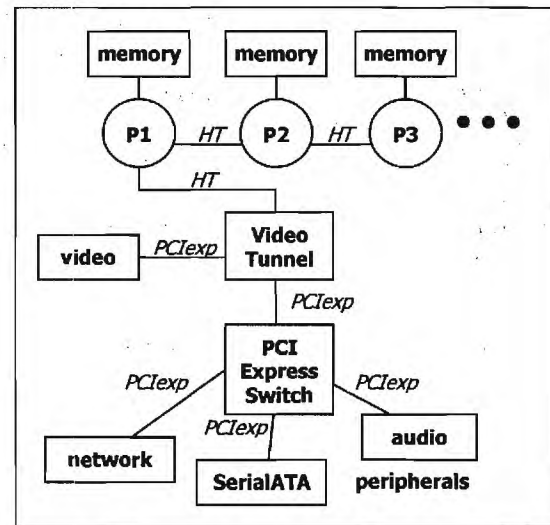 memory
memory
memory
P1
HT
P2
HT
P3
HT
video
PCIexp
Video
Tunnel
PCIexp
PCI
Express
Switch
PCIexp
PCIexp
PCIexp
network
SerialATA
audio
peripherals